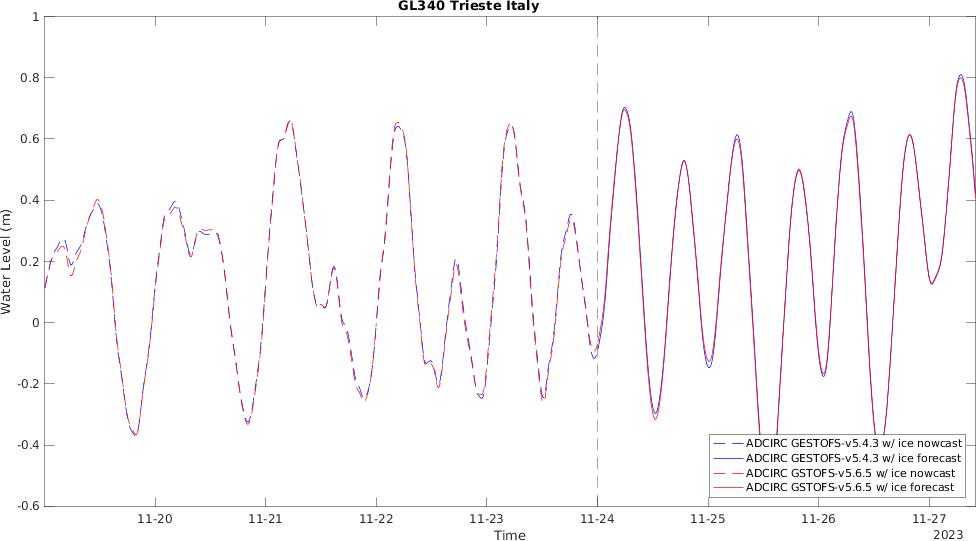 GL340 Trieste Italy
1
0.8
0.6
0.4
0.2
0
-0.2
-0.4
-0.6
Water Level (m)
11-20 11-21 11-22 11-23 11-24 11-25 11-26 11-27
Time
2023
ADCIRC GESTOFS-v5.4.3 w/ ice nowcast
ADCIRC GESTOFS-v5.4.3 w/ ice forecast
ADCIRC GSTOFS-v5.6.5 w/ ice nowcast
ADCIRC GSTOFS-v5.6.5 w/ ice forecast